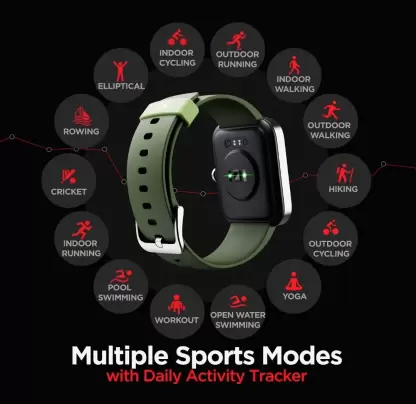 INDOOR
CYCLING
OUTDOOR
RUNNING
INDOOR
WALKING
OUTDOOR
WALKING
HIKING
OUTDOOR
CYCLING
YOGA
OPEN WATER
SWIMMING
WORKOUT
POOL
SWIMMING
INDOOR
RUNNING
CRICKET
ROWING
ELLIPTICAL
Multiple Sports Modes
with Daily Activity Tracker